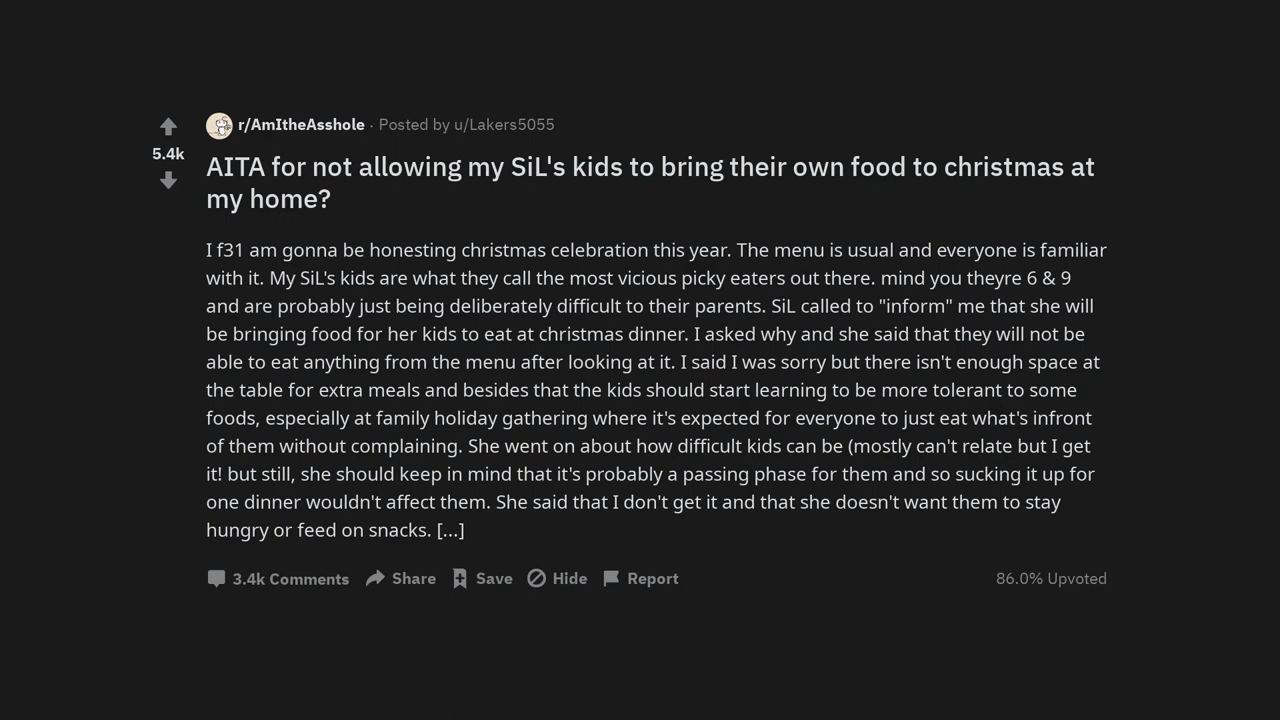 r/AmItheAsshole · Posted by u/Lakers5055
5.4k
AITA for not allowing my SiL's kids to bring their own food to christmas at
my home?
I f31 am gonna be honesting christmas celebration this year. The menu is usual and everyone is familiar
with it. My SiL's kids are what they call the most vicious picky eaters out there. mind you theyre 6 & 9
and are probably just being deliberately difficult to their parents. SiL called to "inform" me that she will
be bringing food for her kids to eat at christmas dinner. I asked why and she said that they will not be
able to eat anything from the menu after looking at it. I said I was sorry but there isn't enough space at
the table for extra meals and besides that the kids should start learning to be more tolerant to some
foods, especially at family holiday gathering where it's expected for everyone to just eat what's infront
of them without complaining. She went on about how difficult kids can be (mostly can't relate but I get
it! but still, she should keep in mind that it's probably a passing phase for them and so sucking it up for
one dinner wouldn't affect them. She said that I don't get it and that she doesn't want them to stay
hungry or feed on snacks. [...]
3.4k Comments Share Save Hide Report 86.0% Upvoted